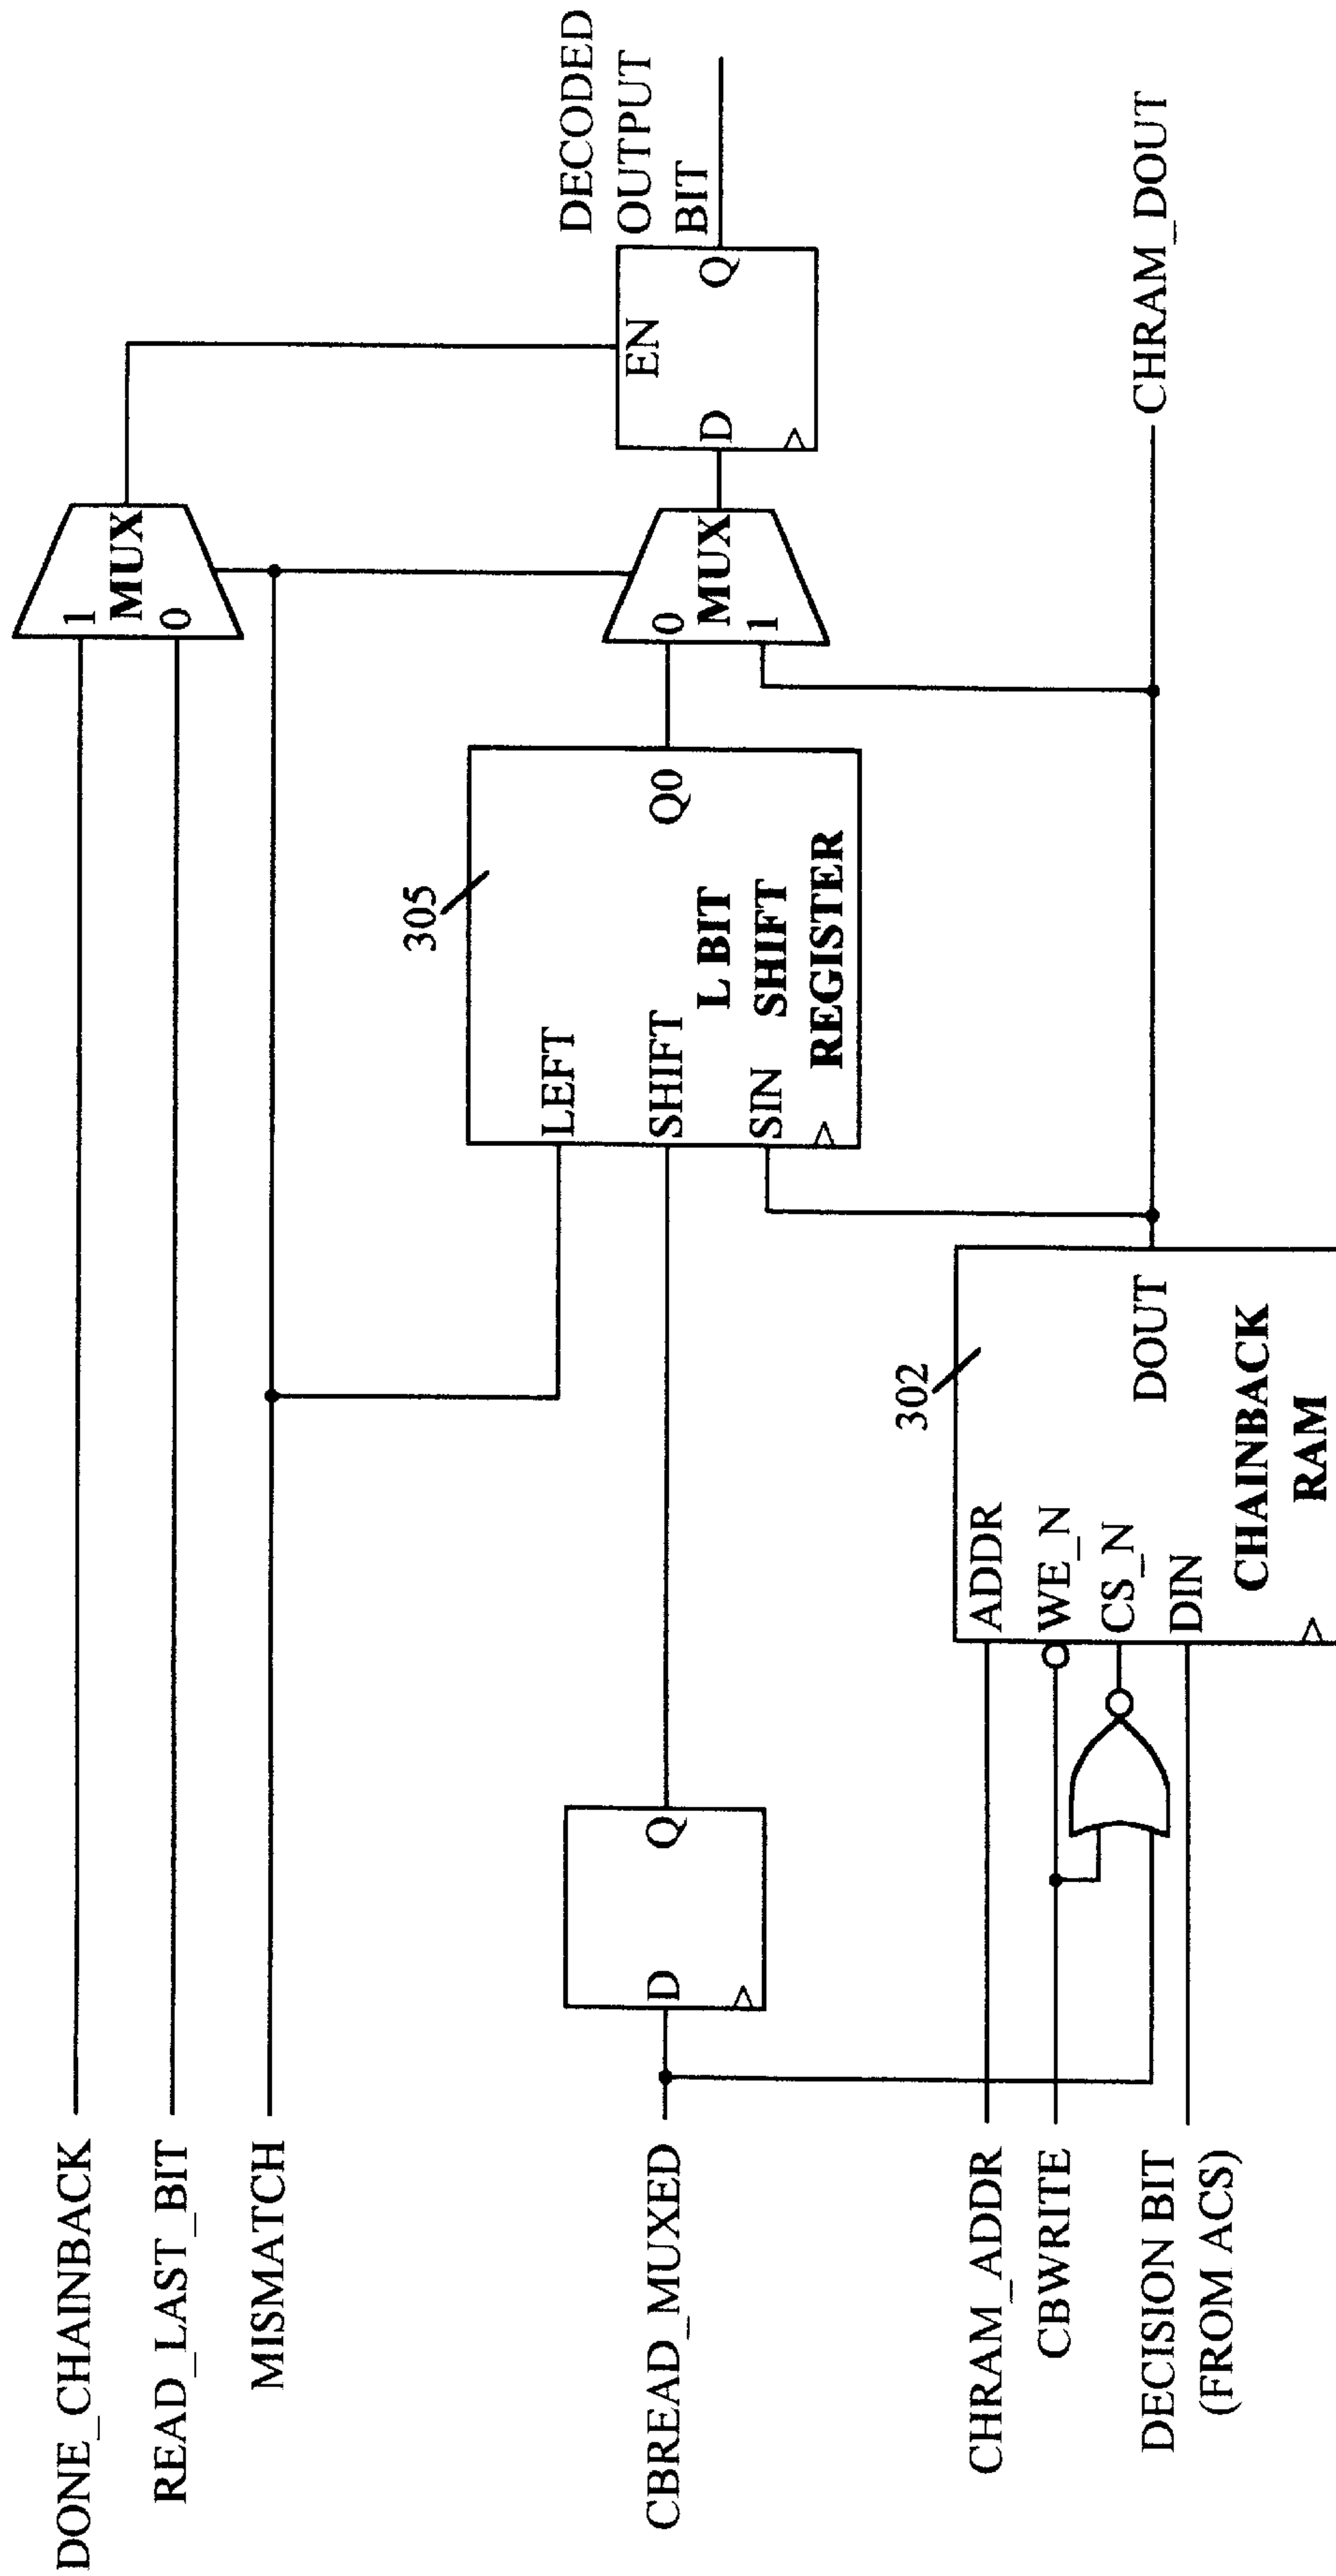 DONE_CHAINBACK
READ_LAST_BIT
MISMATCH
1
MUX
0
CBREAD_MUXED
D
Q
305
LEFT
SHIFT
SIN
Q0
L BIT
SHIFT
REGISTER
0
MUX
1
EN
D
Q
DECODED
OUTPUT
BIT
CHRAM_ADDR
CBWRITE
DECISION BIT
(FROM ACS)
302
ADDR
WE_N
CS_N
DIN
DOUT
CHAINBACK
RAM
CHRAM_DOUT